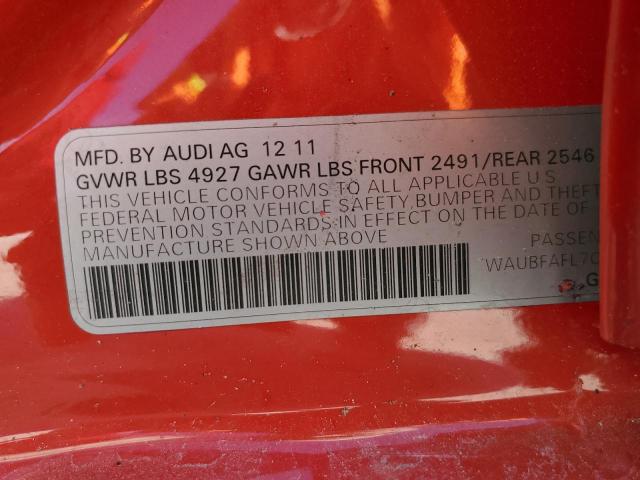 MFD. BY AUDI AG 12 11
GVWR LBS 4927 GAWR LBS FRONT 2491/REAR 2546
THIS VEHICLE CONFORMS TO ALL APPLICABLE U S
FEDERAL MOTOR VEHICLE SAFETY, BUMPER AND THEFT
PREVENTION STANDARDS IN EFFECT ON THE DATE OF
MANUFACTURE SHOWN ABOVE
PASSEN
WAUBFAFL7C
G